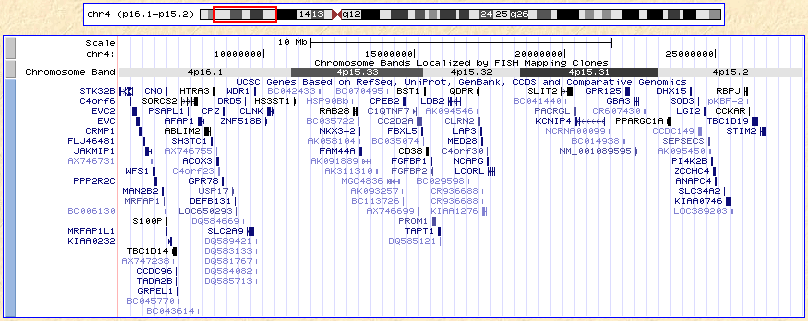 chr4 (p16.1-p15.2) 14 13 q12 24 25 q26
Scale 10 Mb
chr4: 10000000 15000000 20000000 25000000
Chromosome Bands Localized by FISH Mapping Clones
Chromosome Band 4p16.1 4p15.33 4p15.32 4p15.31 4p15.2
UCSC Genes Based on RefSeq, UniProt, GenBank, CCDS and Comparative Genomics
STK32B CNO HTRA3 WDR1 BC042433 BC070495 BST1 QDPR SLIT2 GPR125 DHX15 RBPJ
C4orf6 SORCS2 DRD5 HS3ST1 HSP90Bb CPEB2 LDB2 BC041440 GBA3 SOD3 pKBF-2
EVC2 PSAPL1 CPZ CLNK RAB28 C1QTNF7 AK094546 PACRGL CR607430 LGI2 CCKAR
EVC AFAP1 ZNF518B BC035722 CC2D2A CLRN2 KCNIP4 PPARGC1A TBC1D19
CRMP1 ABLIM2 NKX3-2 FBXL5 LAP3 NCRNA00099 CCDC149 STIM2
FLJ46481 SH3TC1 AK058104 BC035074 MED28 BC014938 SEPSECS
JAKMIP1 AX746755 FAM44A CD38 C4orf30 NM_001089595 AK095450
AX746731 ACOX3 AK091889 FGFBP1 NCAPG PI4K2B
WFS1 C4orf23 AK311310 FGFBP2 LCORL ZCCHC4
PPP2R2C GPR78 MGC4836 BC029598 ANAPC4
MAN2B2 USP17 AK093257 CR936688 SLC34A2
MRFAP1 DEFB131 BC113726 CR936688 KIAA0746
BC006130 LOC650293 AX746699 KIAA1276 LOC389203
S100P DQ584669 PROM1
MRFAP1L1 SLC2A9 TAPT1
KIAA0232 DQ589421 DQ585121
TBC1D14 DQ583133
AX747238 DQ581767
CCDC96 DQ584082
TADA2B DQ585713
GRPEL1
BC045770
BC043614